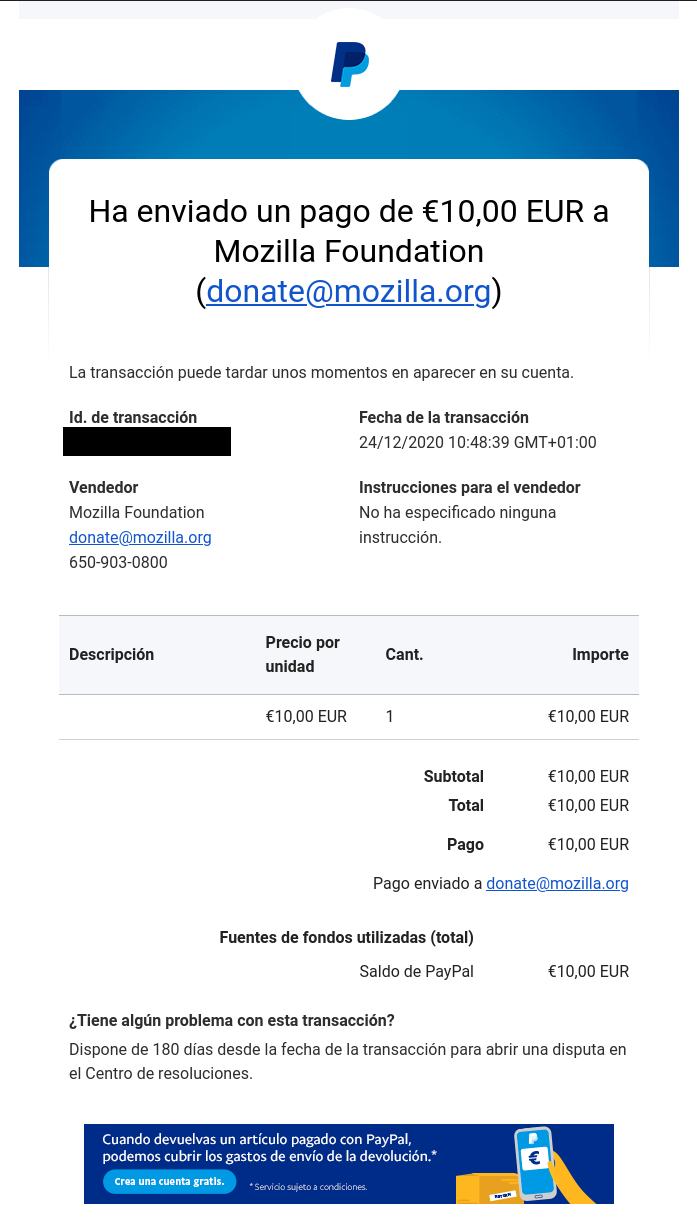 Ha enviado un pago de €10,00 EUR a
Mozilla Foundation
(donate@mozilla.org)
La transacción puede tardar unos momentos en aparecer en su cuenta.
Id. de transacción
Fecha de la transacción
24/12/2020 10:48:39 GMT+01:00
Vendedor
Mozilla Foundation
donate@mozilla.org
650-903-0800
Instrucciones para el vendedor
No ha especificado ninguna
instrucción.
Descripción Precio por unidad Cant. Importe
€10,00 EUR 1 €10,00 EUR
Subtotal €10,00 EUR
Total €10,00 EUR
Pago €10,00 EUR
Pago enviado a donate@mozilla.org
Fuentes de fondos utilizadas (total)
Saldo de PayPal €10,00 EUR
¿Tiene algún problema con esta transacción?
Dispone de 180 días desde la fecha de la transacción para abrir una disputa en
el Centro de resoluciones.
Cuando devuelvas un artículo pagado con PayPal,
podemos cubrir los gastos de envío de la devolución.*
Crea una cuenta gratis. * Servicio sujeto a condiciones.
€